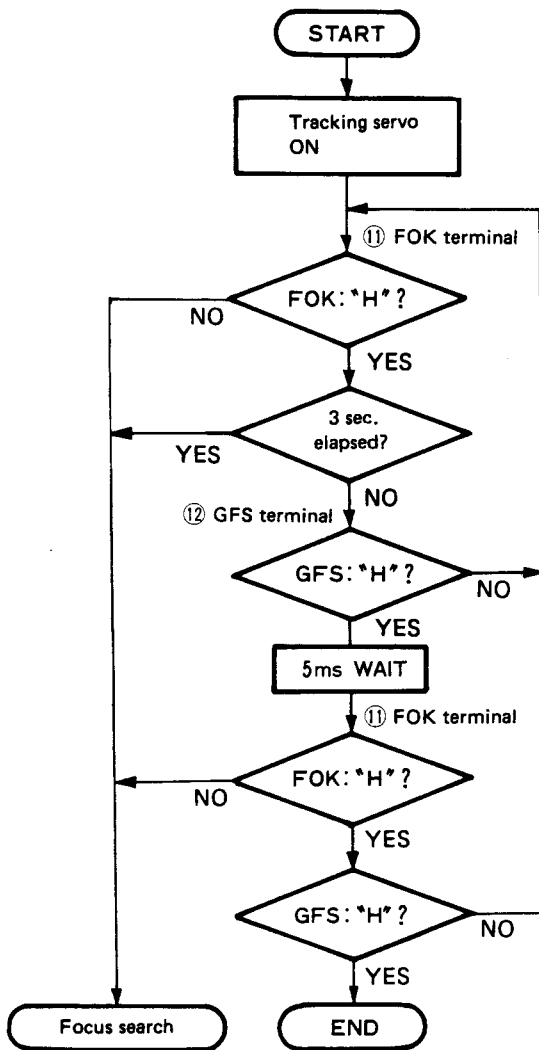 START
Tracking servo
ON
⑪ FOK terminal
FOK: "H"?
NO
YES
3 sec.
elapsed?
YES
NO
⑫ GFS terminal
GFS: "H"?
NO
YES
5ms WAIT
⑪ FOK terminal
FOK: "H"?
NO
YES
GFS: "H"?
NO
YES
Focus search
END